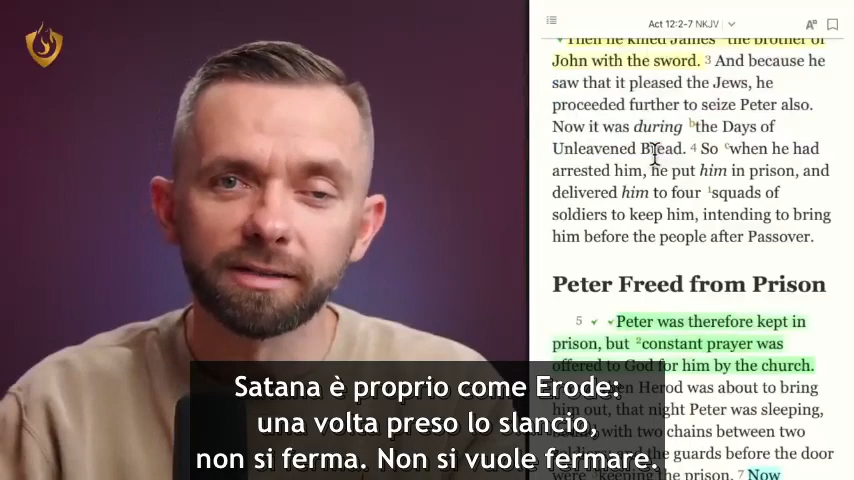 Act 12:2-7 NKJV
Then he killed James the brother of
John with the sword. 3 And because he
saw that it pleased the Jews, he
proceeded further to seize Peter also.
Now it was during b the Days of
Unleavened Bread. 4 So c when he had
arrested him, he put him in prison, and
delivered him to four 1 squads of
soldiers to keep him, intending to bring
him before the people after Passover.
Peter Freed from Prison
5 Peter was therefore kept in
prison, but 2 constant prayer was
offered to God for him by the church.
Herod was about to bring
him out, that night Peter was sleeping,
with two chains between two
and the guards before the door
were keeping the prison. 7 Now
Satana è proprio come Erode:
una volta preso lo slancio,
non si ferma. Non si vuole fermare.